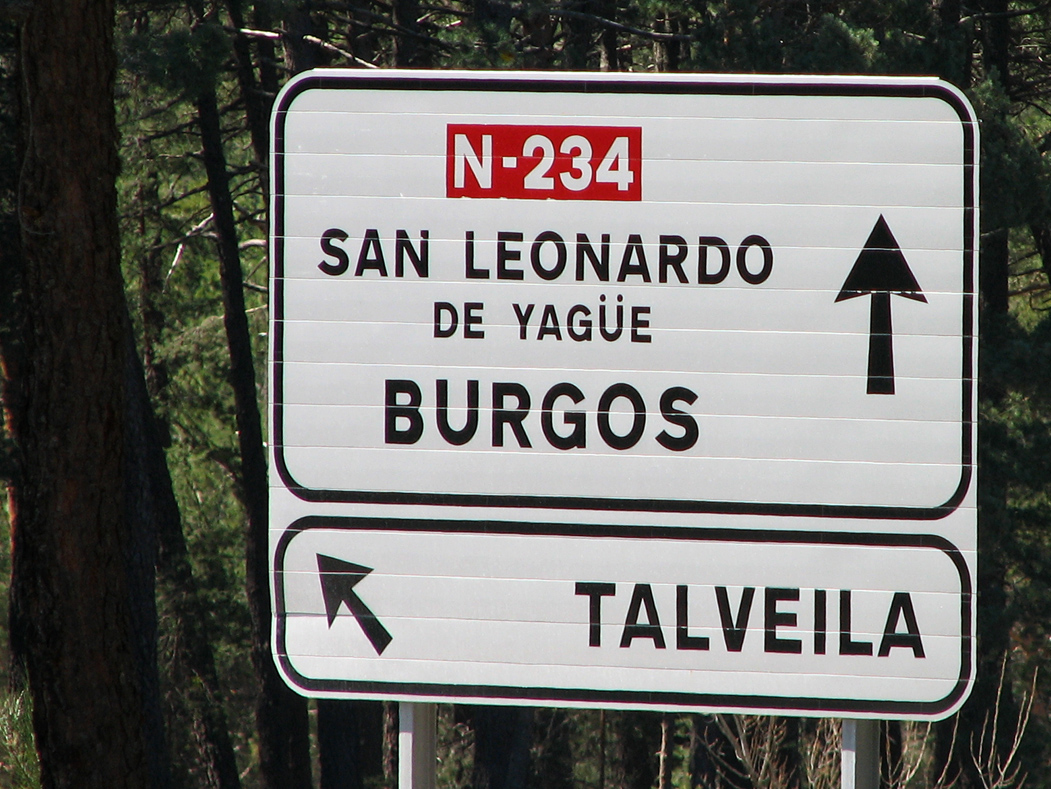 N-234
SAN LEONARDO
DE YAGÜE
BURGOS
TALVEILA